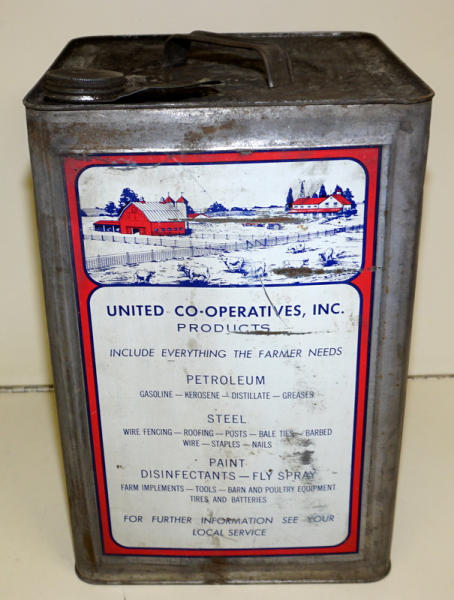 UNITED CO-OPERATIVES, INC.
PRODUCTS
INCLUDE EVERYTHING THE FARMER NEEDS
PETROLEUM
GASOLINE — KEROSENE — DISTILLATE — GREASES
STEEL
WIRE FENCING — ROOFING — POSTS — BALE TIES — BARBED
WIRE — STAPLES — NAILS
PAINT
DISINFECTANTS — FLY SPRAY
FARM IMPLEMENTS — TOOLS — BARN AND POULTRY EQUIPMENT
TIRES AND BATTERIES
FOR FURTHER INFORMATION SEE YOUR
LOCAL SERVICE